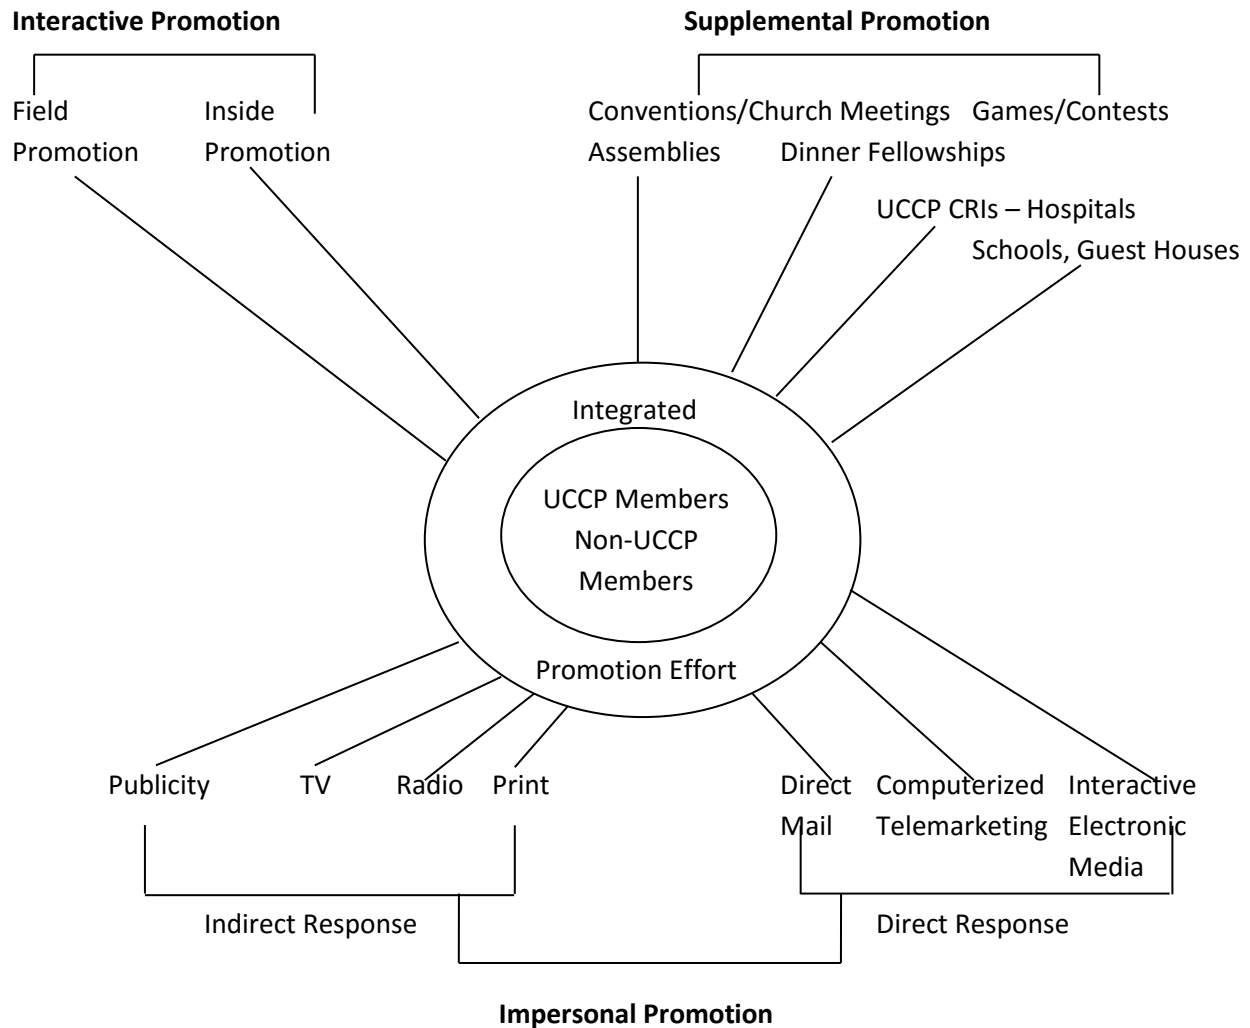 Interactive Promotion
Supplemental Promotion
Field
Promotion
Inside
Promotion
Conventions/Church Meetings
Games/Contests
Assemblies
Dinner Fellowships
UCCP CRIs – Hospitals
Schools, Guest Houses
Integrated
UCCP Members
Non-UCCP
Members
Promotion Effort
Publicity
TV
Radio
Print
Direct
Mail
Computerized
Telemarketing
Interactive
Electronic
Media
Indirect Response
Direct Response
Impersonal Promotion